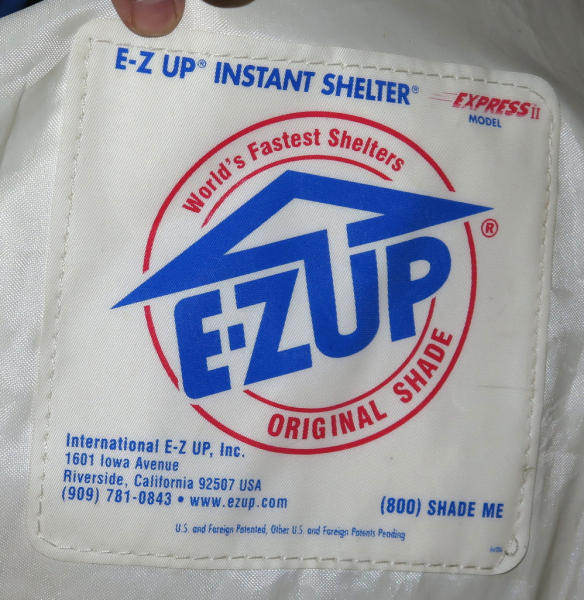 E-Z UP® INSTANT SHELTER®
EXPRESS II
MODEL
World's Fastest Shelters
E-Z UP®
ORIGINAL SHADE
International E-Z UP, Inc.
1601 Iowa Avenue
Riverside, California 92507 USA
(909) 781-0843 • www.ezup.com
(800) SHADE ME
U.S. and Foreign Patented, Other U.S. and Foreign Patents Pending